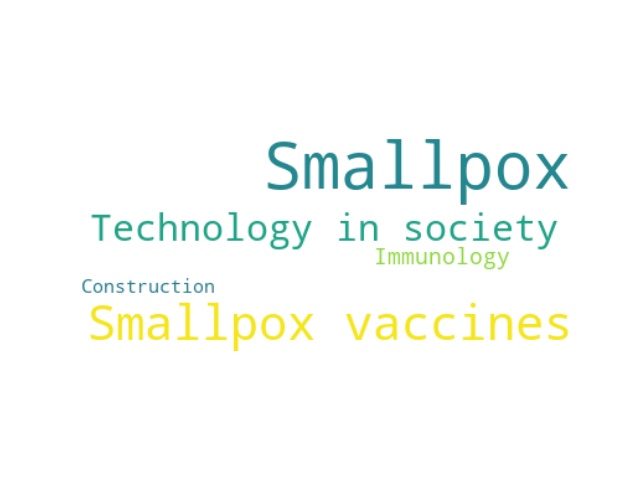 Smallpox
Technology in society
Immunology
Construction
Smallpox vaccines